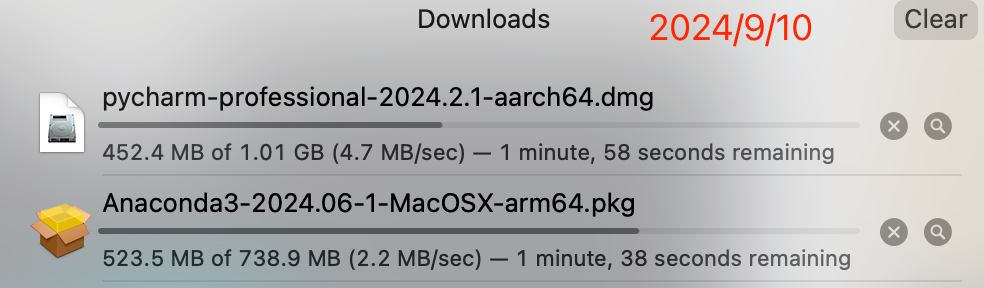 Downloads 2024/9/10 Clear
pycharm-professional-2024.2.1-aarch64.dmg
452.4 MB of 1.01 GB (4.7 MB/sec) — 1 minute, 58 seconds remaining
Anaconda3-2024.06-1-MacOSX-arm64.pkg
523.5 MB of 738.9 MB (2.2 MB/sec) — 1 minute, 38 seconds remaining